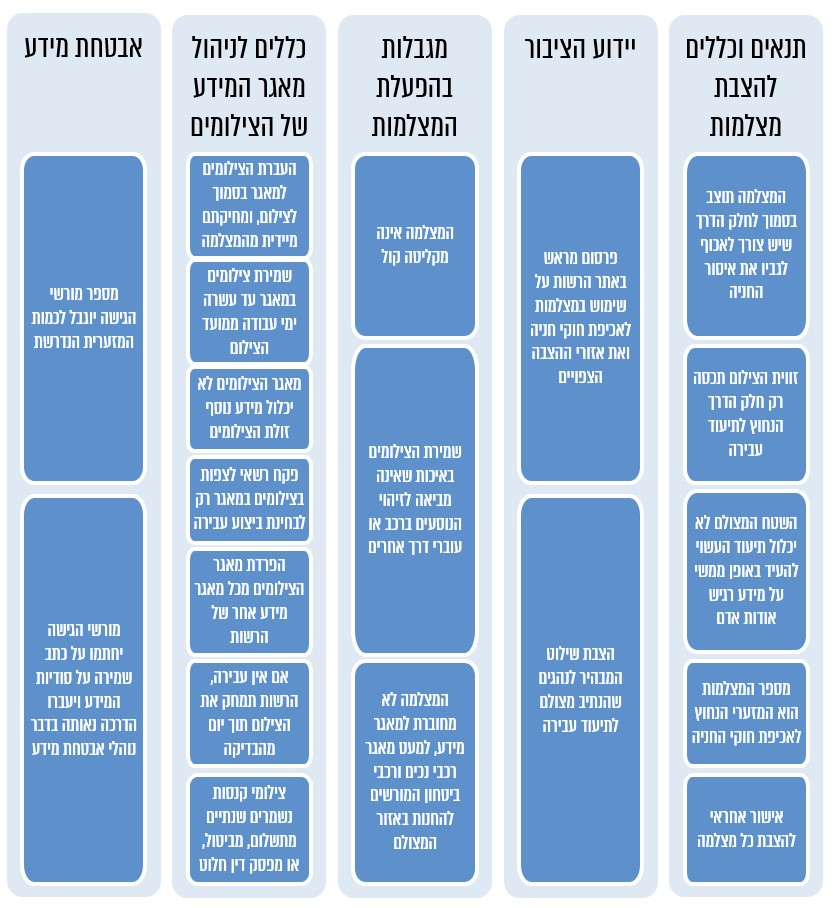 תנאים וכללים
להצבת
מצלמות
המצלמה תוצב
בסמוך לחלק הדרך
שיש צורך לאכוף
לגביו את איסור
החניה
זווית הצילום תכסה
רק חלק הדרך
הנחוץ לתיעוד
עבירה
השטח המצולם לא
יכלול תיעוד העשוי
להעיד באופן ממשי
על מידע רגיש
אודות אדם
מספר המצלמות
הוא המזערי הנחוץ
לאכיפת חוקי החניה
אישור אחראי
להצבת כל מצלמה
יידוע הציבור
פרסום מראש
באתר הרשות על
שימוש במצלמות
לאכיפת חוקי חניה
ואת אזורי ההצבה
הצפויים
הצבת שילוט
המבהיר לנהגים
שהנתיב מצולם
לתיעוד עבירה
מגבלות
בהפעלת
המצלמות
המצלמה אינה
מקליטה קול
שמירת הצילומים
באיכות שאינה
מביאה לזיהוי
הנוסעים ברכב או
עוברי דרך אחרים
המצלמה לא
מחוברת למאגר
מידע, למעט מאגר
רכבי נכים ורכבי
ביטחון המורשים
להחנות באזור
המצולם
כללים לניהול
מאגר המידע
של הצילומים
העברת הצילומים
למאגר בסמוך
לצילום, ומחיקתם
מיידית מהמצלמה
שמירת צילומים
במאגר עד עשרה
ימי עבודה ממועד
הצילום
מאגר הצילומים לא
יכלול מידע נוסף
זולת הצילומים
פקח רשאי לצפות
בצילומים במאגר רק
לבחינת ביצוע עבירה
הפרדת מאגר
הצילומים מכל מאגר
מידע אחר של
הרשות
אם אין עבירה,
הרשות תמחק את
הצילום תוך יום
מהבדיקה
צילומי קנסות
נשמרים שנתיים
מתשלום, מביטול,
או מפסק דין חלוט
אבטחת מידע
מספר מורשי
הגישה יוגבל לכמות
המזערית הנדרשת
מורשי הגישה
יחתמו על כתב
שמירה על סודיות
המידע ויעברו
הדרכה נאותה בדבר
נוהלי אבטחת מידע